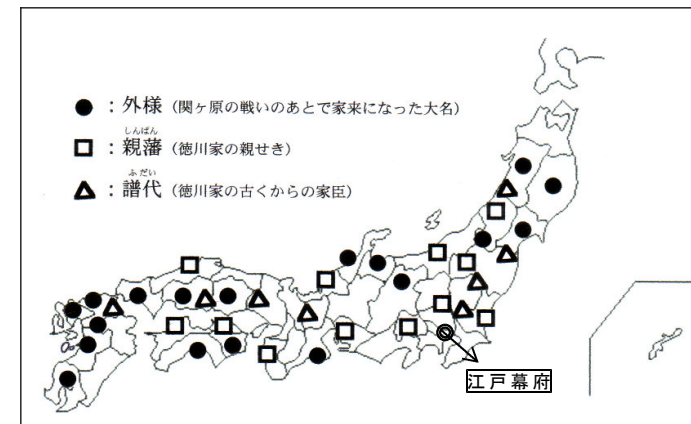 ● : 外様（関ヶ原の戦いのあとで家来になった大名）
しんぱん
□ : 親藩（徳川家の親せき）
ふだい
△ : 譜代（徳川家の古くからの家臣）
江戸幕府